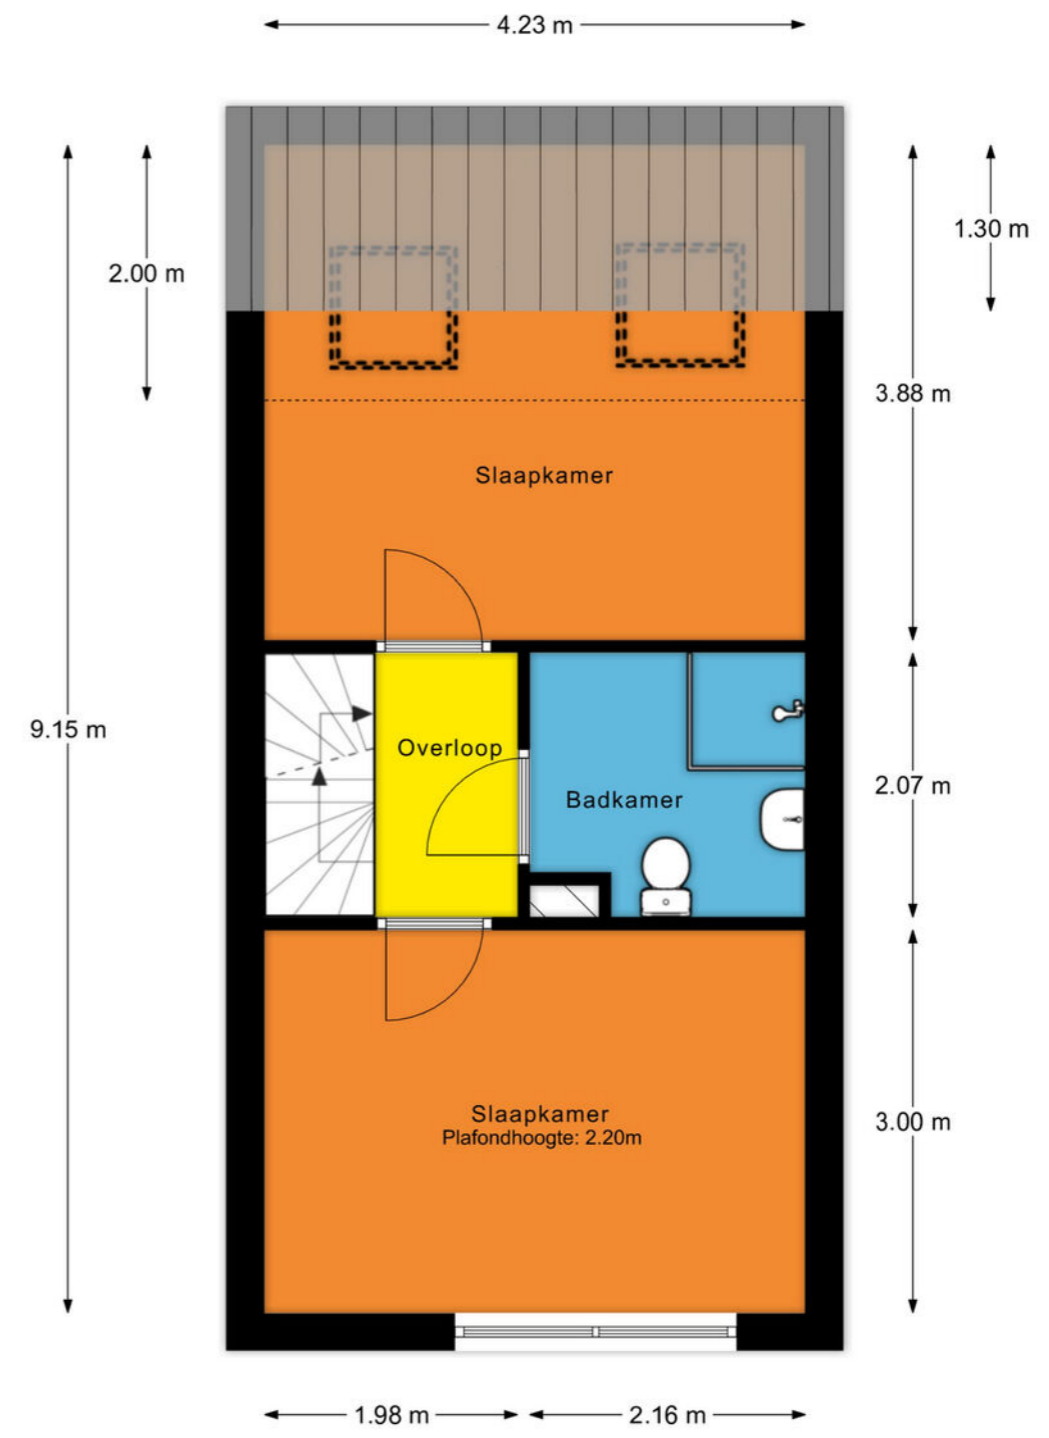 4.23 m
1.30 m
2.00 m
3.88 m
Slaapkamer
9.15 m
Overloop
2.07 m
Badkamer
Slaapkamer
Plafondhoogte: 2.20m
3.00 m
1.98 m
2.16 m